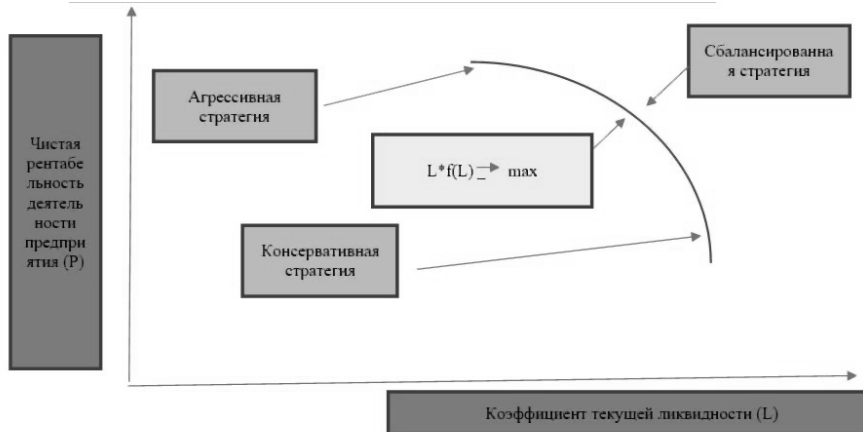 Сбалансированна
я стратегия
Агрессивная
стратегия
Чистая
рентабе
льность
деятель
ности
предпри
ятия (P)
L*f(L) → max
Консервативная
стратегия
Коэффициент текущей ликвидности (L)